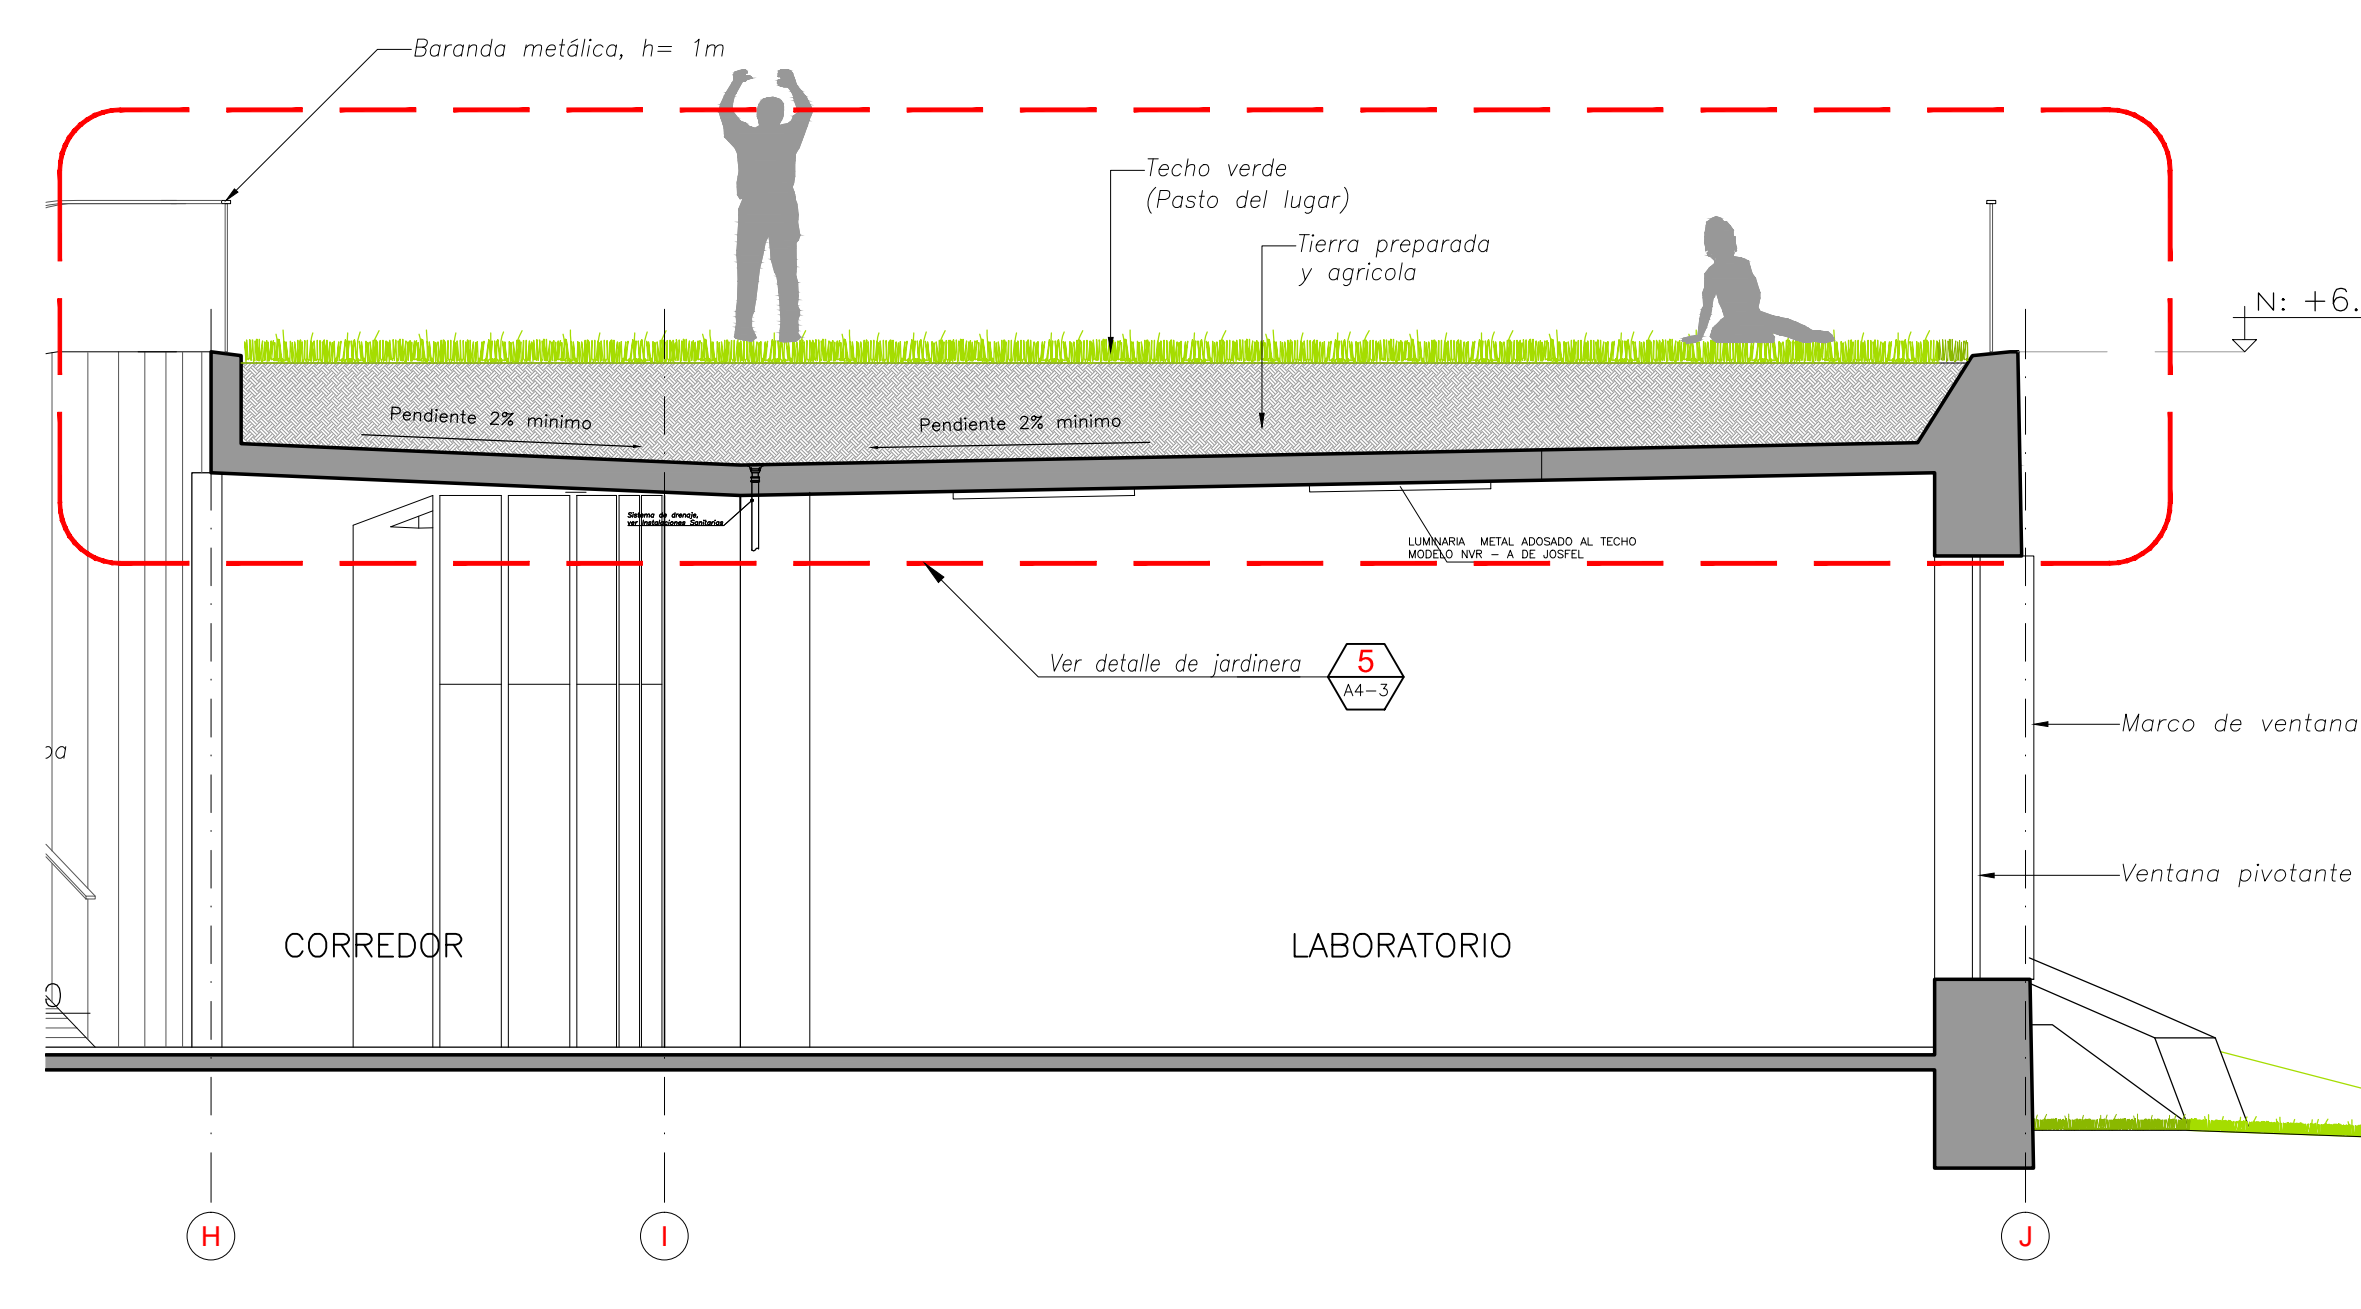 Baranda metálica, h= 1m
Techo verde
(Pasto del lugar)
Tierra preparada
y agricola
N: +6.
Pendiente 2% minimo
Pendiente 2% minimo
Sistema de drenaje,
ver Instalaciones Sanitarias
LUMINARIA METAL ADOSADO AL TECHO
MODELO NVR - A DE JOSFEL
Ver detalle de jardinera
5
A4-3
Marco de ventana
Ventana pivotante
CORREDOR
LABORATORIO
H
I
J